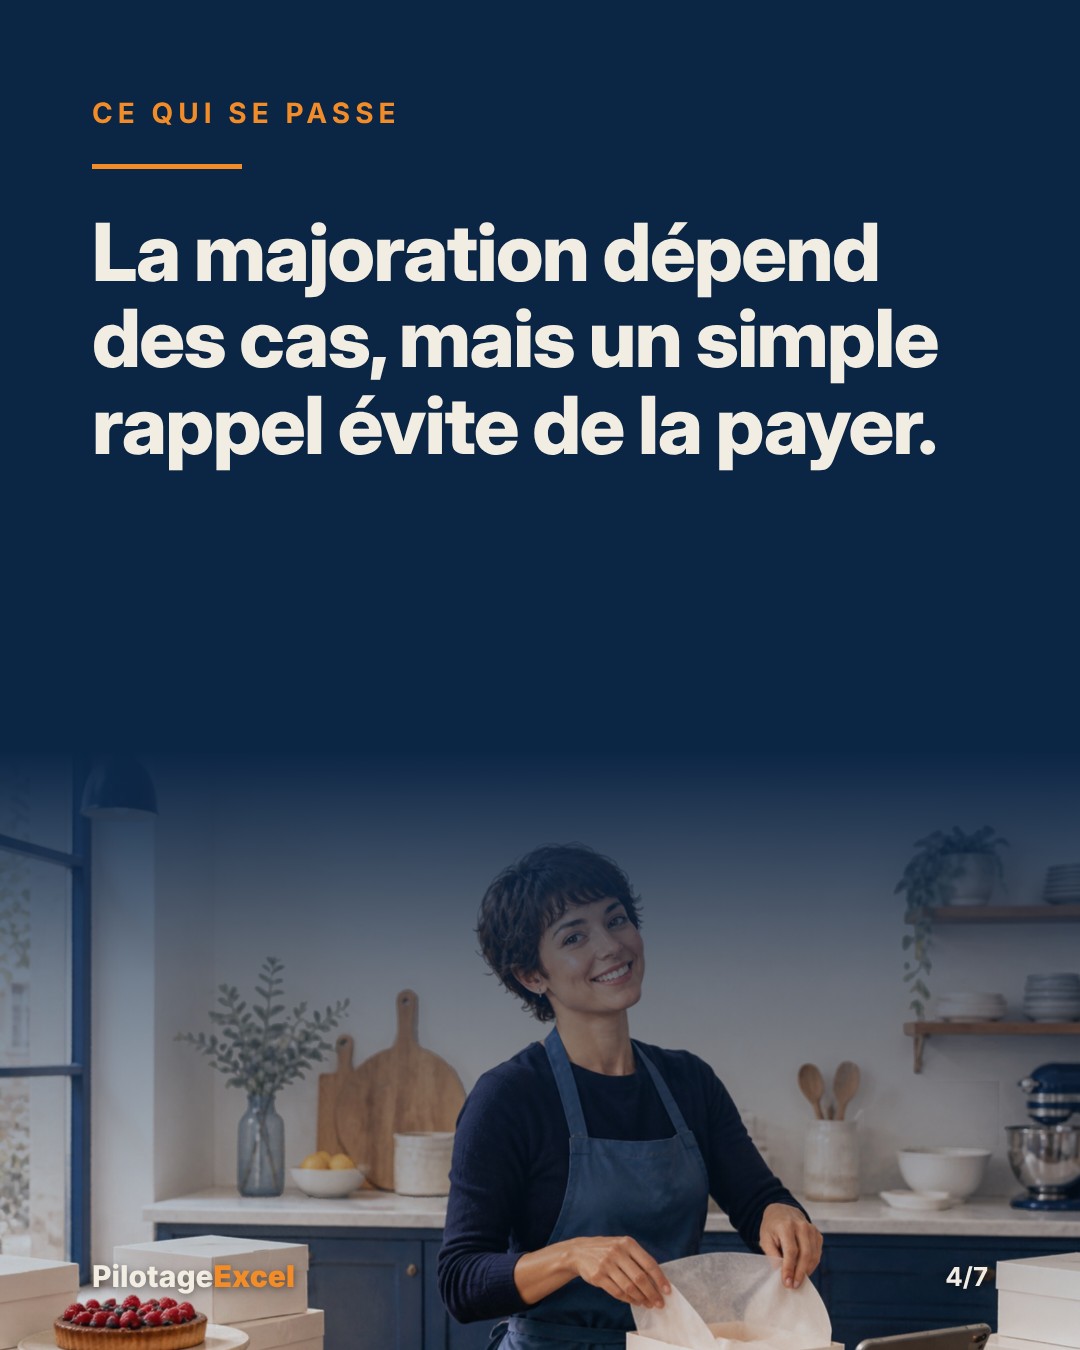 CE QUI SE PASSE
La majoration dépend
des cas, mais un simple
rappel évite de la payer.
PilotageExcel
4/7